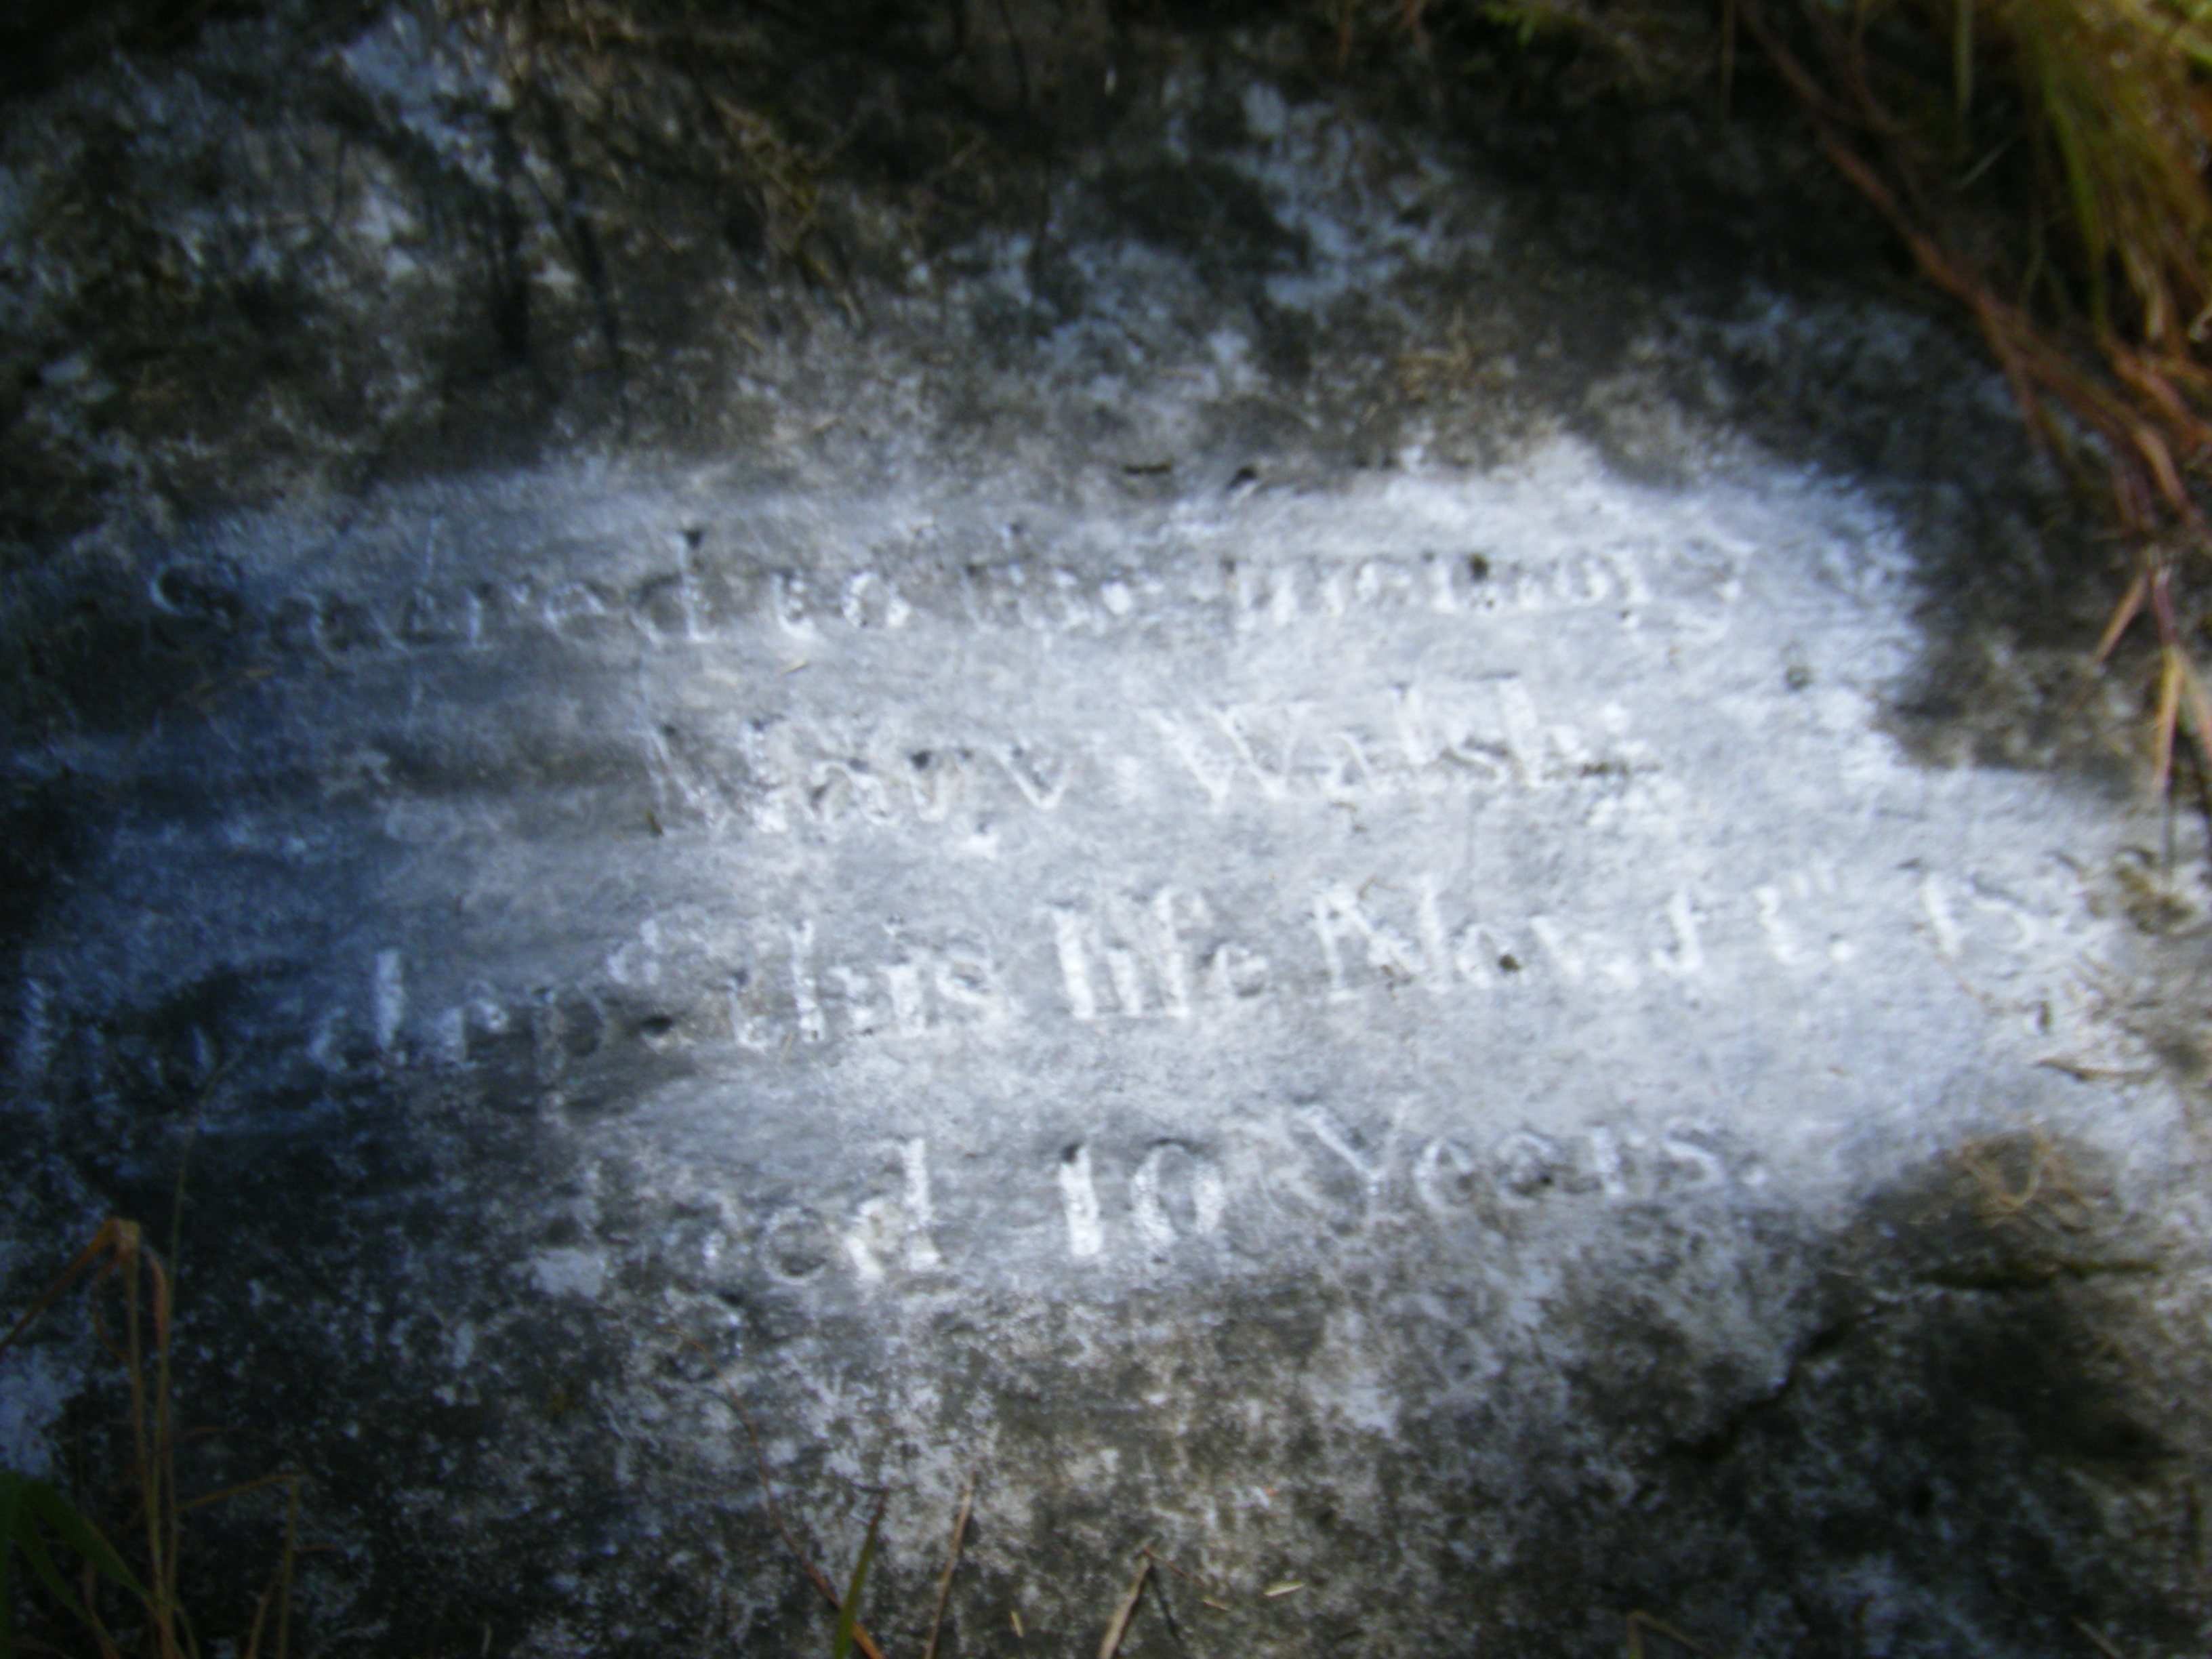 Sacred to the memory
Mary Walsh
this life Nov.
aged 10 Years.